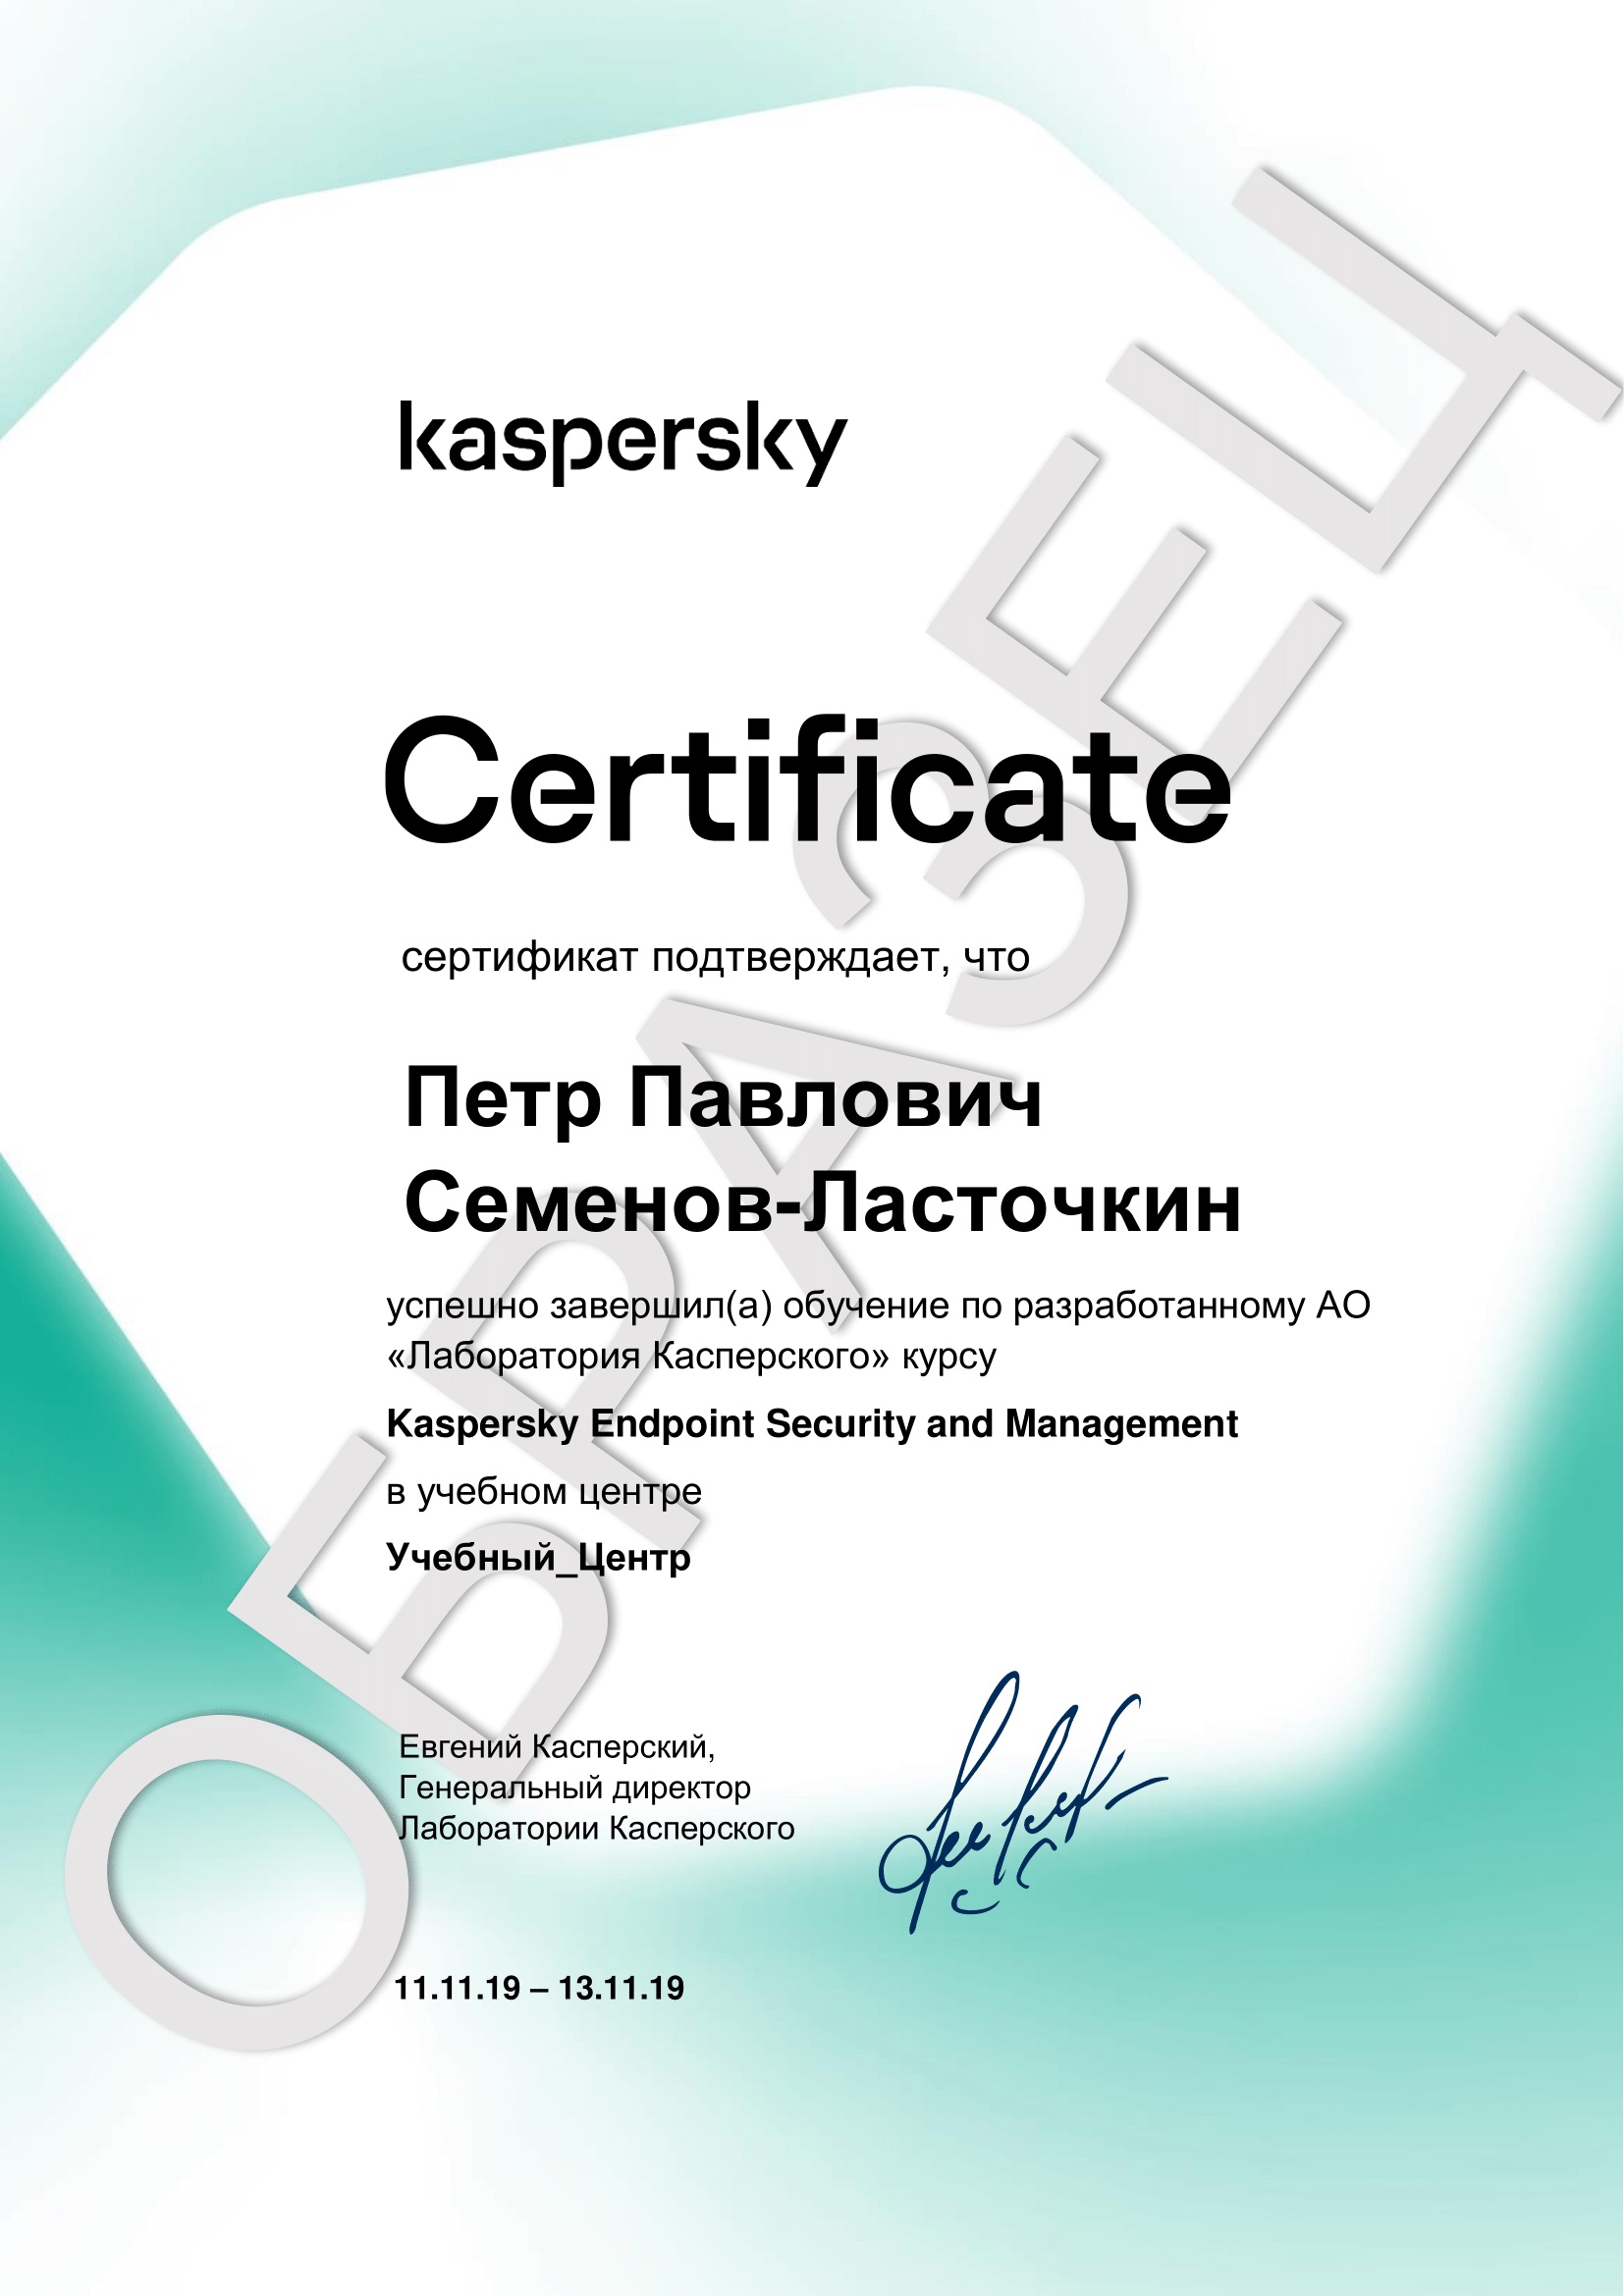 kaspersky
Certificate
сертификат подтверждает, что
Петр Павлович
Семенов-Ласточкин
успешно завершил(а) обучение по разработанному АО
«Лаборатория Касперского» курсу
Kaspersky Endpoint Security and Management
в учебном центре
Учебный_Центр
Евгений Касперский,
Генеральный директор
Лаборатории Касперского
11.11.19 – 13.11.19
ОБРАЗЕЦ